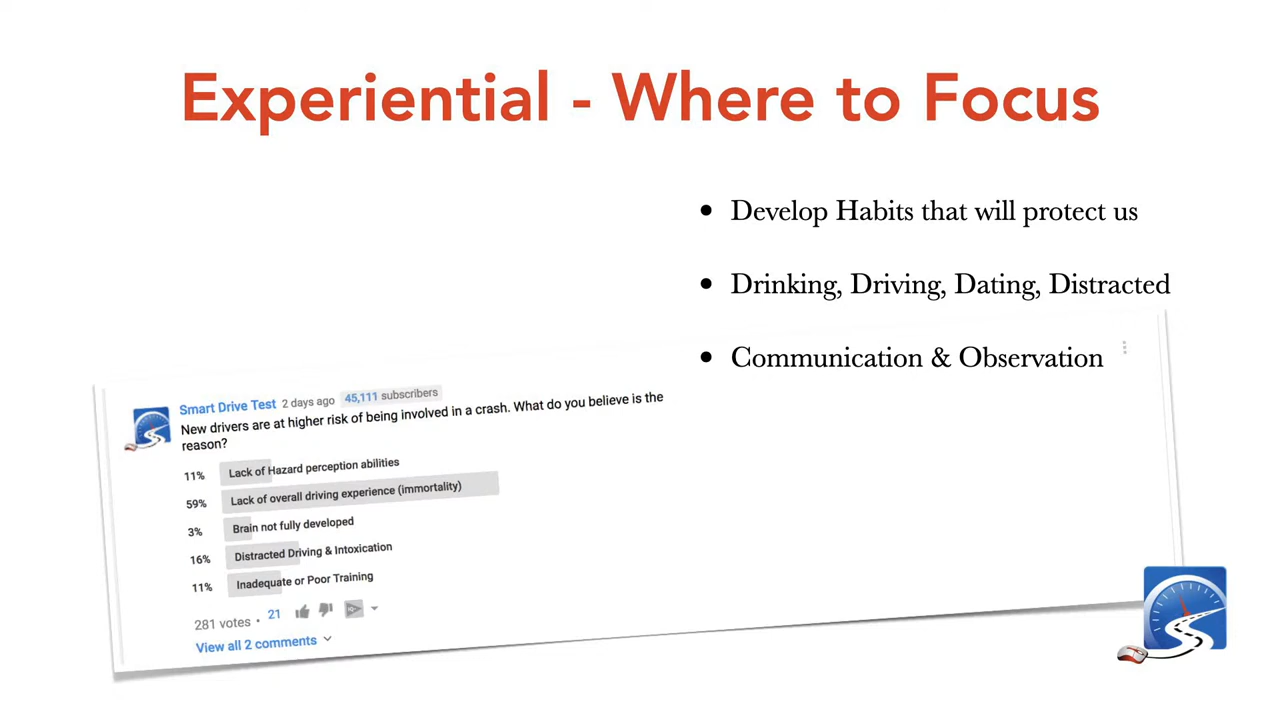 Experiential - Where to Focus
• Develop Habits that will protect us
• Drinking, Driving, Dating, Distracted
• Communication & Observation
Smart Drive Test 2 days ago 45,111 subscribers
New drivers are at higher risk of being involved in a crash. What do you believe is the
reason?
11% Lack of Hazard perception abilities
59% Lack of overall driving experience (immortality)
3% Brain not fully developed
16% Distracted Driving & Intoxication
11% Inadequate or Poor Training
281 votes • 21
View all 2 comments